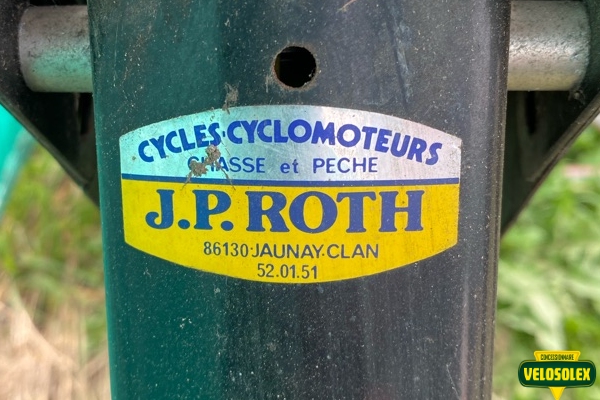 CYCLES-CYCLOMOTEURS
CHASSE et PECHE
J.P. ROTH
86130-JAUNAY-CLAN
52.01.51
CONCESSIONNAIRE
VELOSOLEX